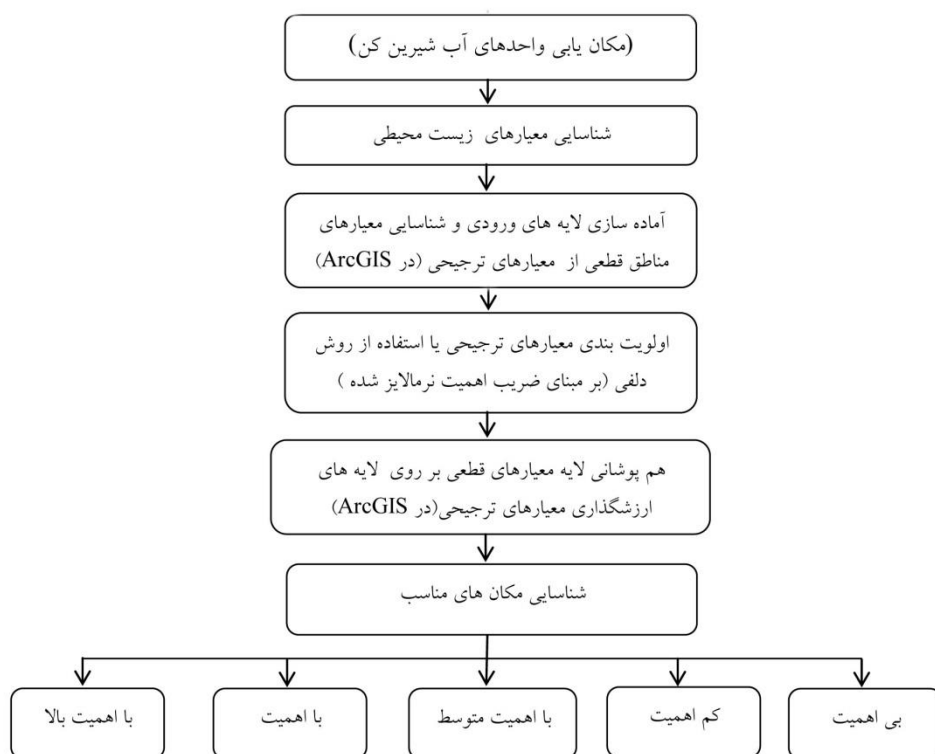 (مکان یابی واحدهای آب شیرین کن)
شناسایی معیارهای زیست محیطی
آماده سازی لایه های ورودی و شناسایی معیارهای
مناطق قطعی از معیارهای ترجیحی (در ArcGIS)
اولویت بندی معیارهای ترجیحی یا استفاده از روش
دلفی (بر مبنای ضریب اهمیت نرمالایز شده )
هم پوشانی لایه معیارهای قطعی بر روی لایه های
ارزشگذاری معیارهای ترجیحی(در ArcGIS)
شناسایی مکان های مناسب
بی اهمیت
کم اهمیت
با اهمیت متوسط
با اهمیت
با اهمیت بالا